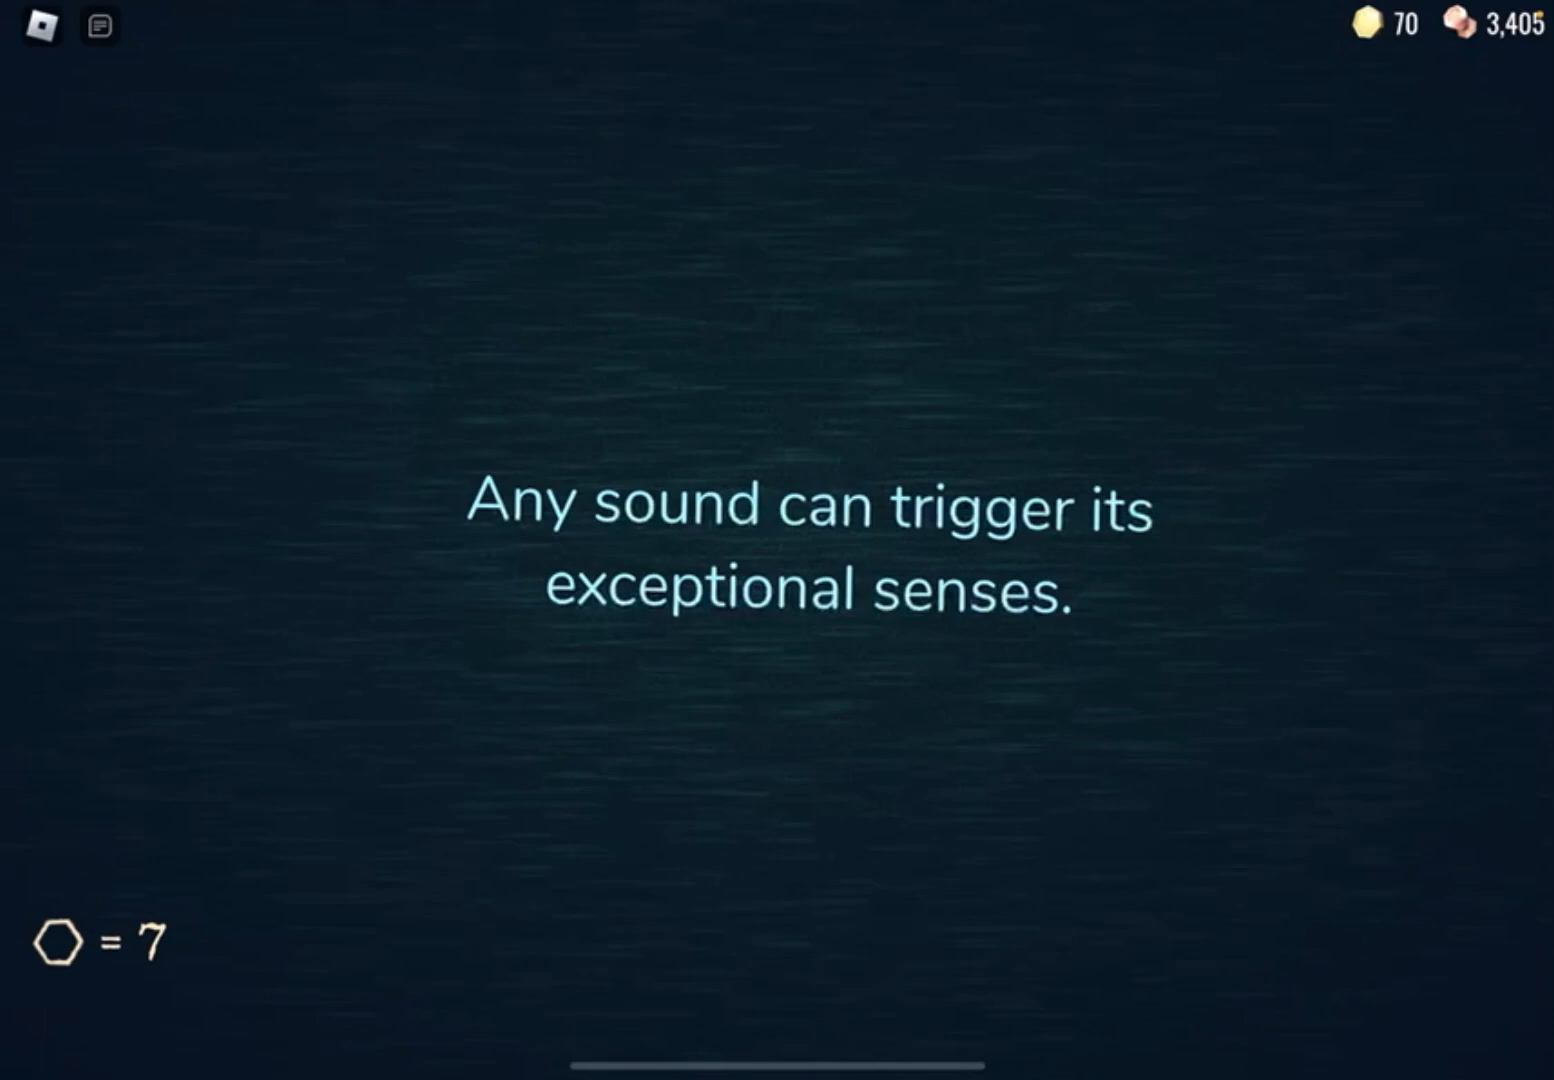 70 3,405
Any sound can trigger its
exceptional senses.
= 7